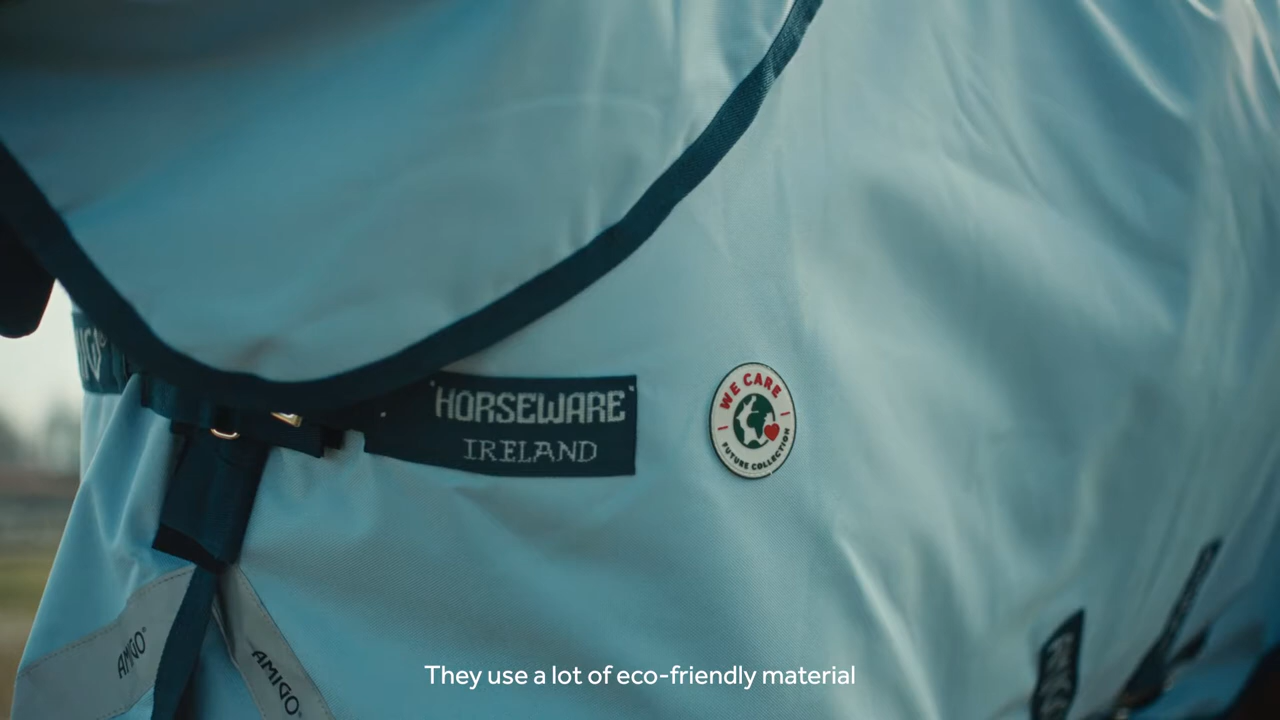 'HORSEWARE'
IRELAND
WE CARE
FUTURE COLLECTION
AMIGO®
AMIGO®
They use a lot of eco-friendly material